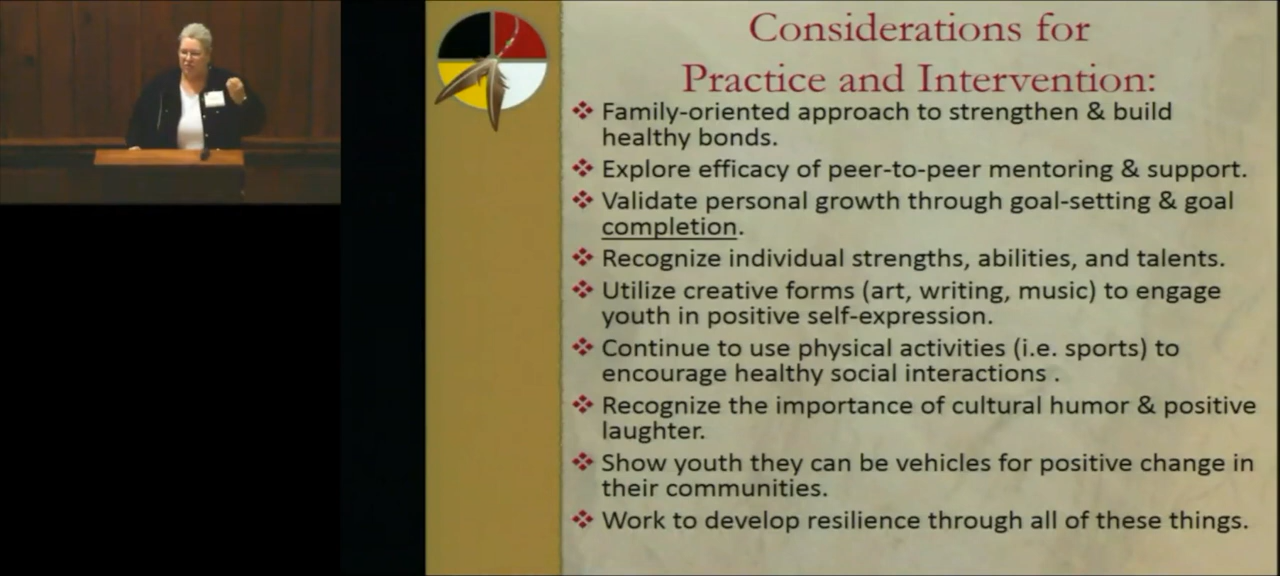 Considerations for
Practice and Intervention:
❖ Family-oriented approach to strengthen & build
healthy bonds.
❖ Explore efficacy of peer-to-peer mentoring & support.
❖ Validate personal growth through goal-setting & goal
completion.
❖ Recognize individual strengths, abilities, and talents.
❖ Utilize creative forms (art, writing, music) to engage
youth in positive self-expression.
❖ Continue to use physical activities (i.e. sports) to
encourage healthy social interactions .
❖ Recognize the importance of cultural humor & positive
laughter.
❖ Show youth they can be vehicles for positive change in
their communities.
❖ Work to develop resilience through all of these things.